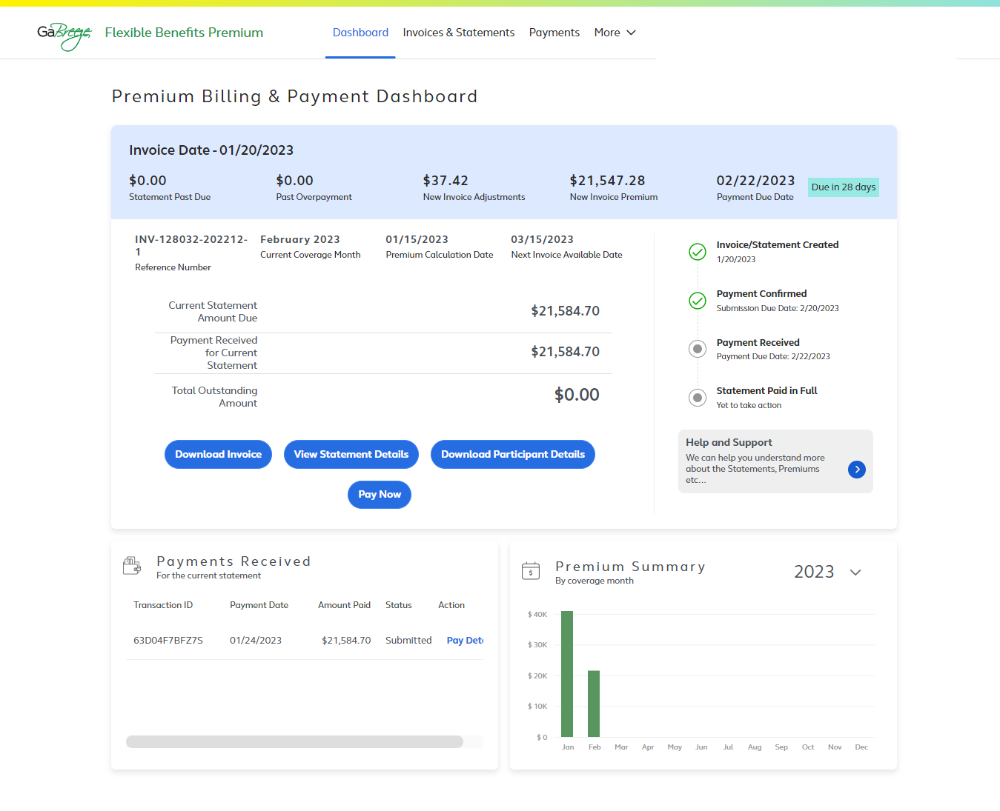 GaBreeze Flexible Benefits Premium
Dashboard Invoices & Statements Payments More
Premium Billing & Payment Dashboard
Invoice Date - 01/20/2023
$0.00 $0.00 $37.42 $21,547.28 02/22/2023 Due in 28 days
Statement Past Due Past Overpayment New Invoice Adjustments New Invoice Premium Payment Due Date
INV-128032-202212-
1
Reference Number
February 2023
Current Coverage Month
01/15/2023
Premium Calculation Date
03/15/2023
Next Invoice Available Date
Current Statement
Amount Due
$21,584.70
Payment Received
for Current
Statement
$21,584.70
Total Outstanding
Amount
$0.00
Download Invoice View Statement Details Download Participant Details
Pay Now
Invoice/Statement Created
1/20/2023
Payment Confirmed
Submission Due Date: 2/20/2023
Payment Received
Payment Due Date: 2/22/2023
Statement Paid in Full
Yet to take action
Help and Support
We can help you understand more
about the Statements, Premiums
etc...
Payments Received
For the current statement
Transaction ID Payment Date Amount Paid Status Action
63D04F7BFZ7S 01/24/2023 $21,584.70 Submitted Pay Det
Premium Summary
By coverage month
2023
$ 40K
$ 30K
$ 20K
$ 10K
$ 0
Jan Feb Mar Apr May Jun Jul Aug Sep Oct Nov Dec